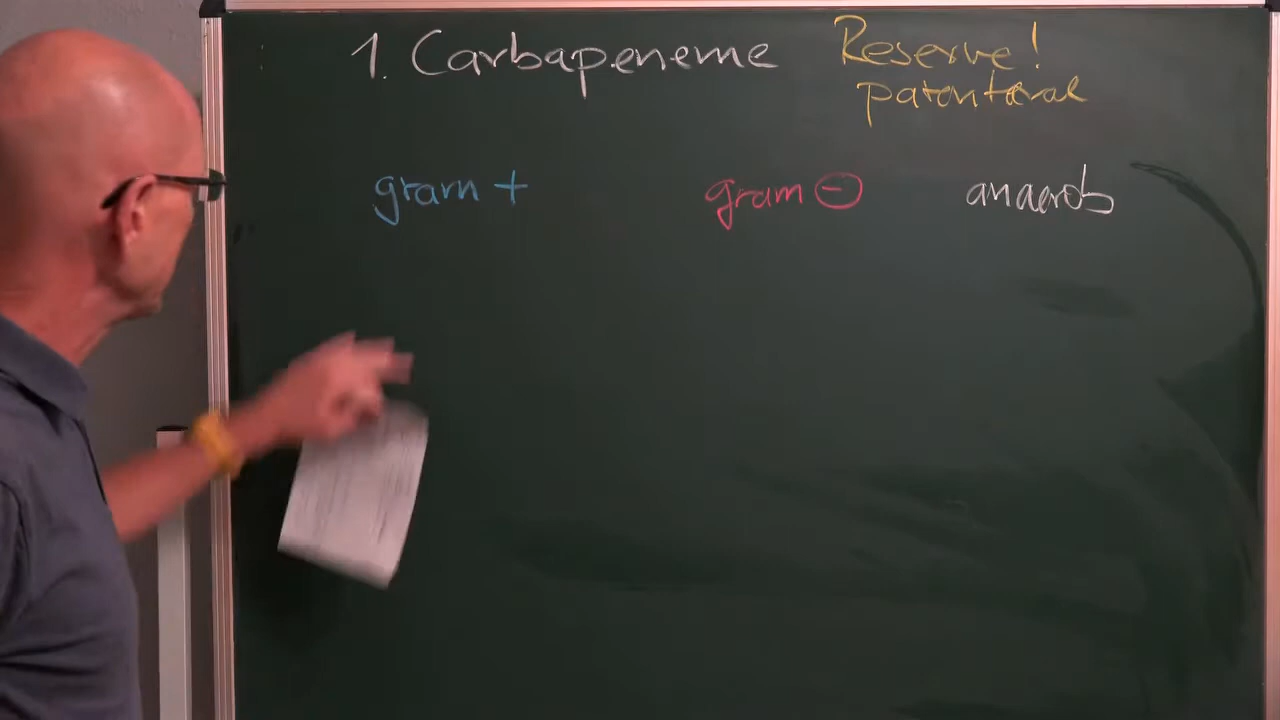 1. Carbapeneme Reserve!
parenteral
gram + gram ⊖ anaerob